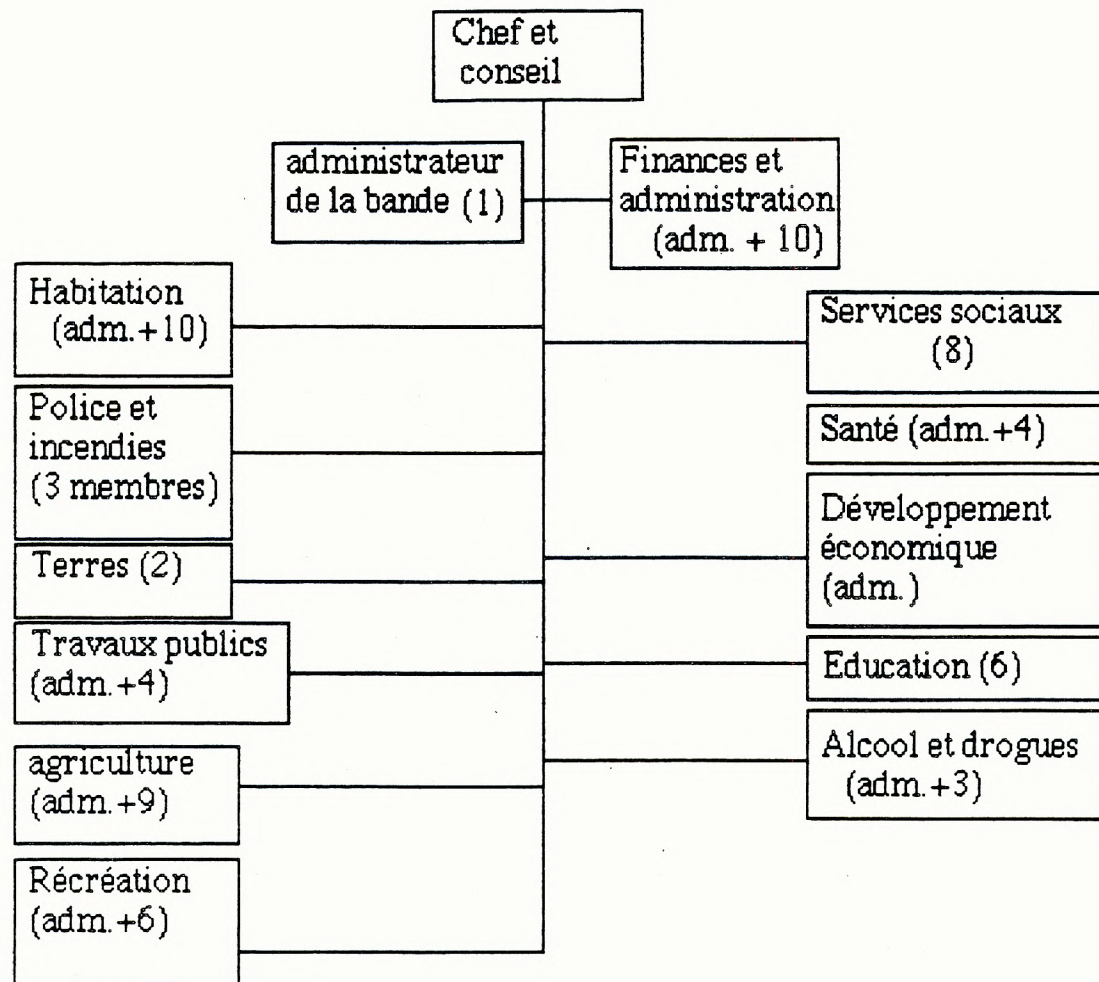 Chef et
conseil
administrateur
de la bande (1)
Finances et
administration
(adm. + 10)
Habitation
(adm.+10)
Police et
incendies
(3 membres)
Terres (2)
Travaux publics
(adm.+4)
agriculture
(adm.+9)
Récréation
(adm.+6)
Services sociaux
(8)
Santé (adm.+4)
Développement
économique
(adm.)
Education (6)
Alcool et drogues
(adm.+3)